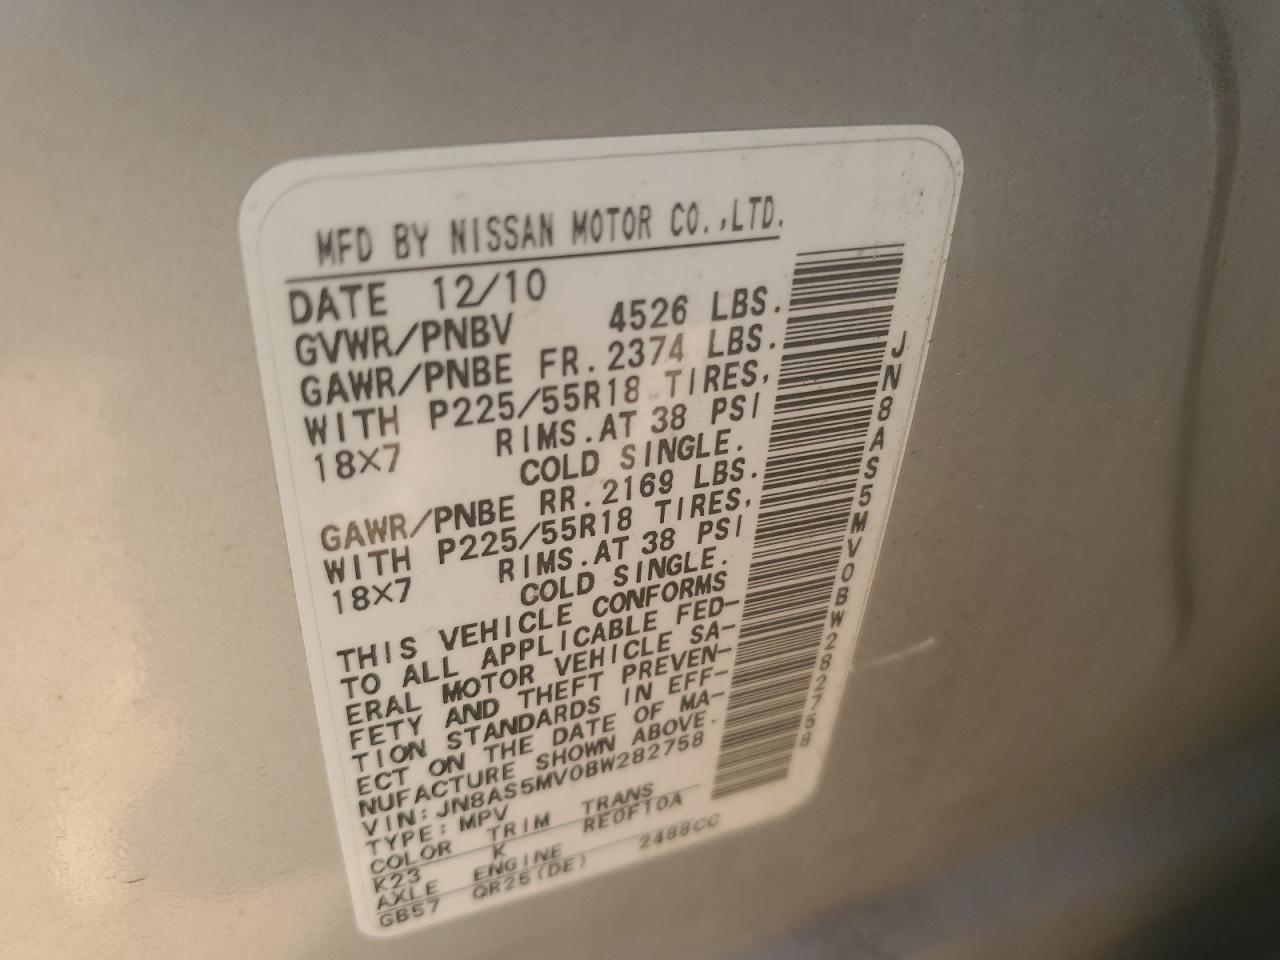 MFD BY NISSAN MOTOR CO.,LTD.
DATE 12/10
GVWR/PNBV 4526 LBS.
GAWR/PNBE FR. 2374 LBS.
WITH P225/55R18 TIRES,
18X7 RIMS. AT 38 PSI
COLD SINGLE.
GAWR/PNBE RR. 2169 LBS.
WITH P225/55R18 TIRES,
18X7 RIMS. AT 38 PSI
COLD SINGLE.
THIS VEHICLE CONFORMS
TO ALL APPLICABLE FED-
ERAL MOTOR VEHICLE SA-
FETY AND THEFT PREVEN-
TION STANDARDS IN EFF-
ECT ON THE DATE OF MA-
NUFACTURE SHOWN ABOVE.
VIN: JN8AS5MV0BW282758
TYPE: MPV
COLOR TRIM TRANS
K23 K RE0F10A
AXLE ENGINE
GB57 QR25(DE) 2488CC
JN8AS5MV0BW282758